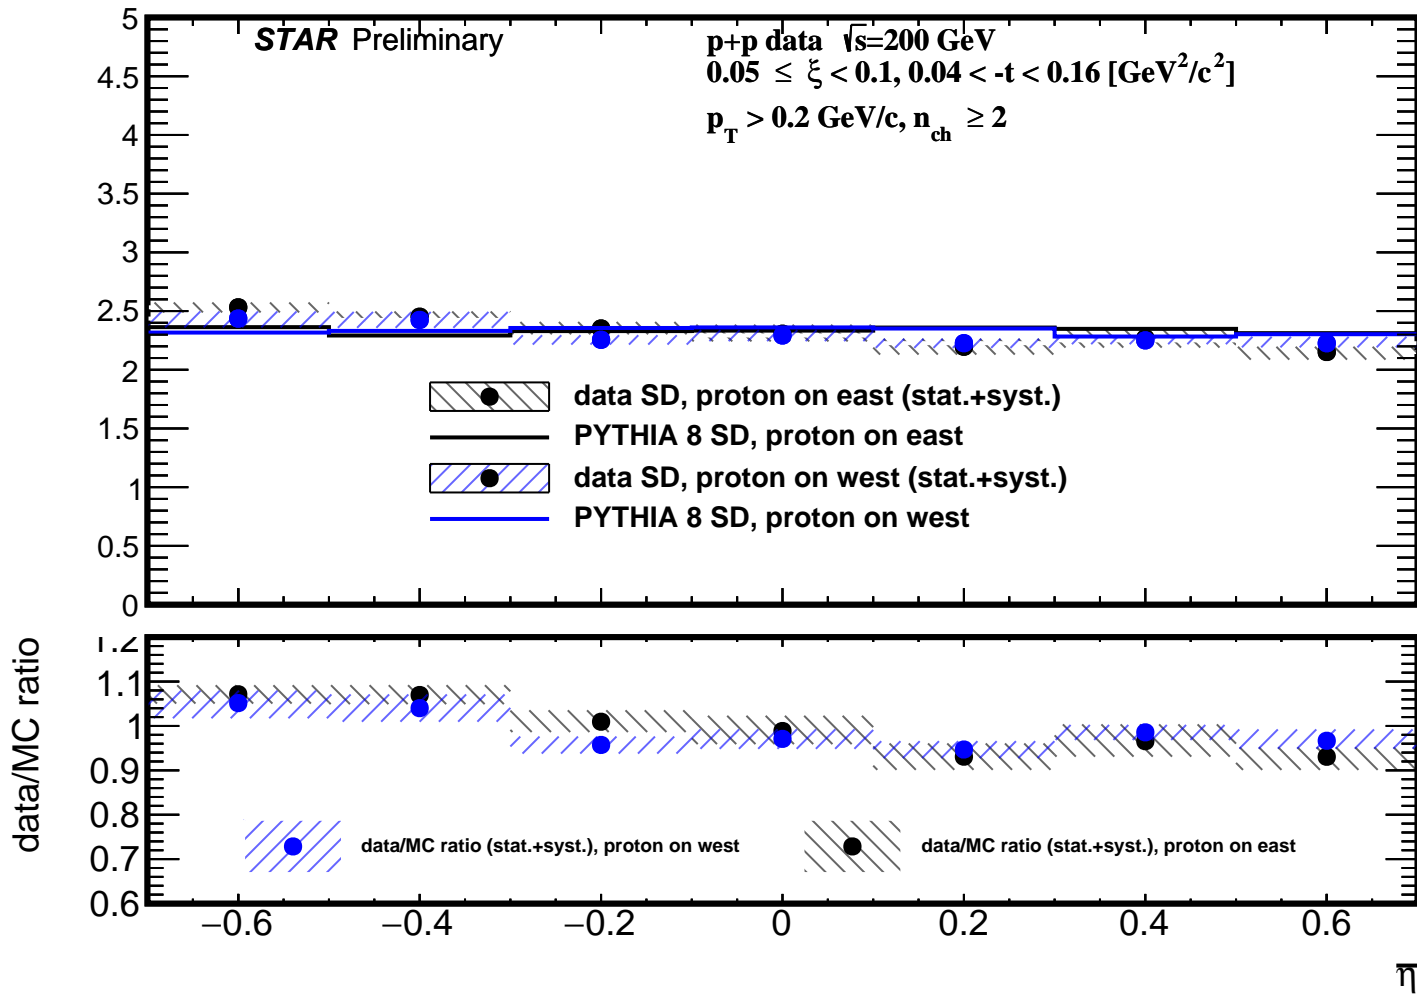 STAR Preliminary
p+p data √s=200 GeV
0.05 ≤ ξ < 0.1, 0.04 < -t < 0.16 [GeV²/c²]
p_T > 0.2 GeV/c, n_ch ≥ 2
5
4.5
4
3.5
3
2.5
2
1.5
1
0.5
0
data SD, proton on east (stat.+syst.)
PYTHIA 8 SD, proton on east
data SD, proton on west (stat.+syst.)
PYTHIA 8 SD, proton on west
data/MC ratio
1.2
1.1
1
0.9
0.8
0.7
0.6
data/MC ratio (stat.+syst.), proton on west
data/MC ratio (stat.+syst.), proton on east
−0.6 −0.4 −0.2 0 0.2 0.4 0.6
η̅